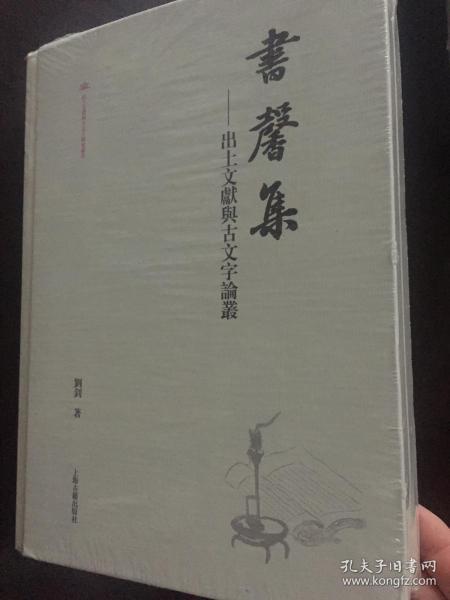 書馨集
——出土文獻與古文字論叢
劉釗 著
上海古籍出版社
孔夫子旧书网
www.kongfz.com